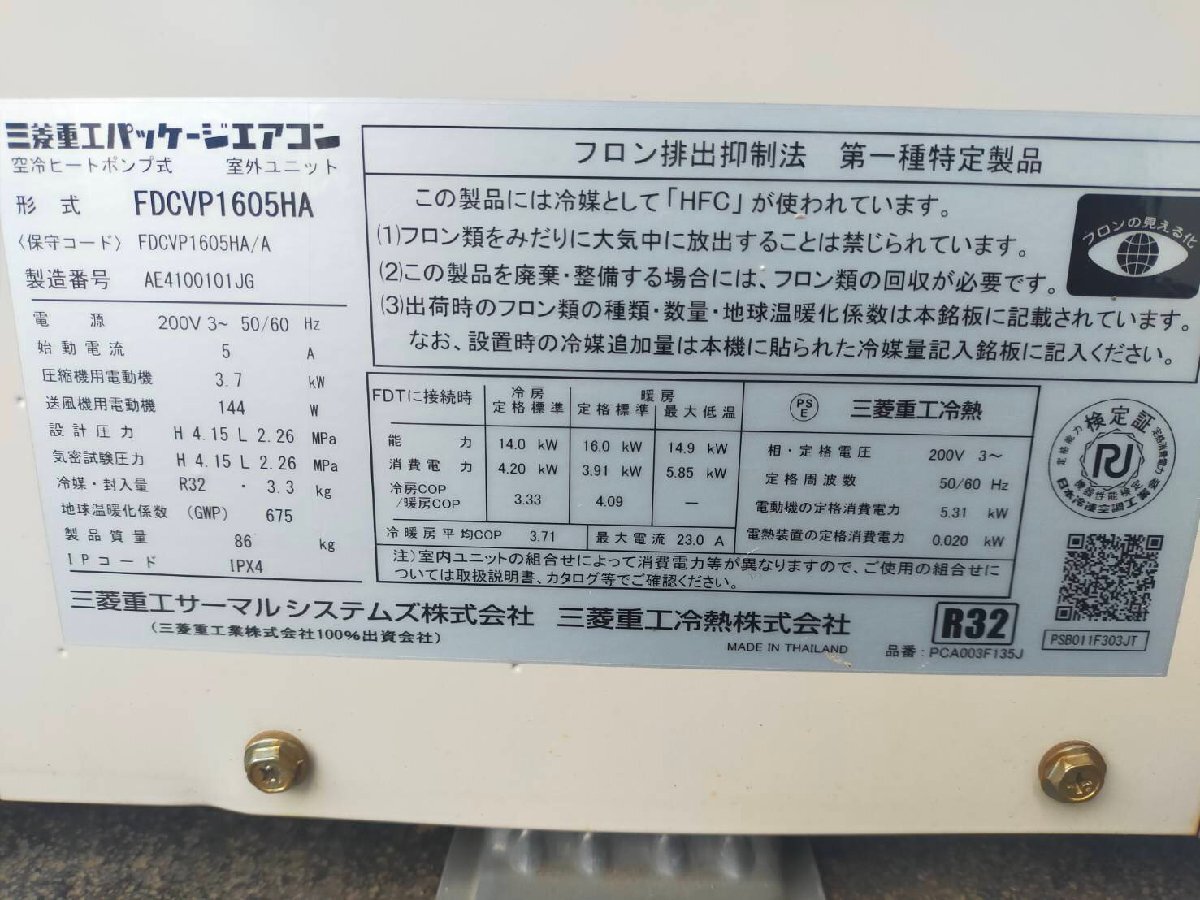 三菱重工パッケージエアコン
空冷ヒートポンプ式 室外ユニット
形式 FDCVP1605HA
〈保守コード〉 FDCVP1605HA/A
製造番号 AE4100101JG
電源 200V 3~ 50/60 Hz
始動電流 5 A
圧縮機用電動機 3.7 kW
送風機用電動機 144 W
設計圧力 H 4.15 L 2.26 MPa
気密試験圧力 H 4.15 L 2.26 MPa
冷媒・封入量 R32 ・ 3.3 kg
地球温暖化係数 (GWP) 675
製品質量 86 kg
IPコード IPX4
フロン排出抑制法 第一種特定製品
この製品には冷媒として「HFC」が使われています。
(1)フロン類をみだりに大気中に放出することは禁じられています。
(2)この製品を廃棄・整備する場合には、フロン類の回収が必要です。
(3)出荷時のフロン類の種類・数量・地球温暖化係数は本銘板に記載されています。
なお、設置時の冷媒追加量は本機に貼られた冷媒量記入銘板に記入ください。
フロンの見える化
FDTに接続時 冷房 暖房
定格標準 定格標準 最大低温
能力 14.0 kW 16.0 kW 14.9 kW
消費電力 4.20 kW 3.91 kW 5.85 kW
冷房COP
/暖房COP 3.33 4.09 —
冷暖房平均COP 3.71 最大電流 23.0 A
PS
E 三菱重工冷熱
相・定格電圧 200V 3~
定格周波数 50/60 Hz
電動機の定格消費電力 5.31 kW
電熱装置の定格消費電力 0.020 kW
注)室内ユニットの組合せによって消費電力等が異なりますので、ご使用の組合せに
ついては取扱説明書、カタログ等でご確認ください。
検定証
定格能力
定格消費電力
機器性能検定
日本冷凍空調工業会
三菱重工サーマルシステムズ株式会社 三菱重工冷熱株式会社
(三菱重工業株式会社100%出資会社)
MADE IN THAILAND
R32
品番:PCA003F135J
PSB011F303JT